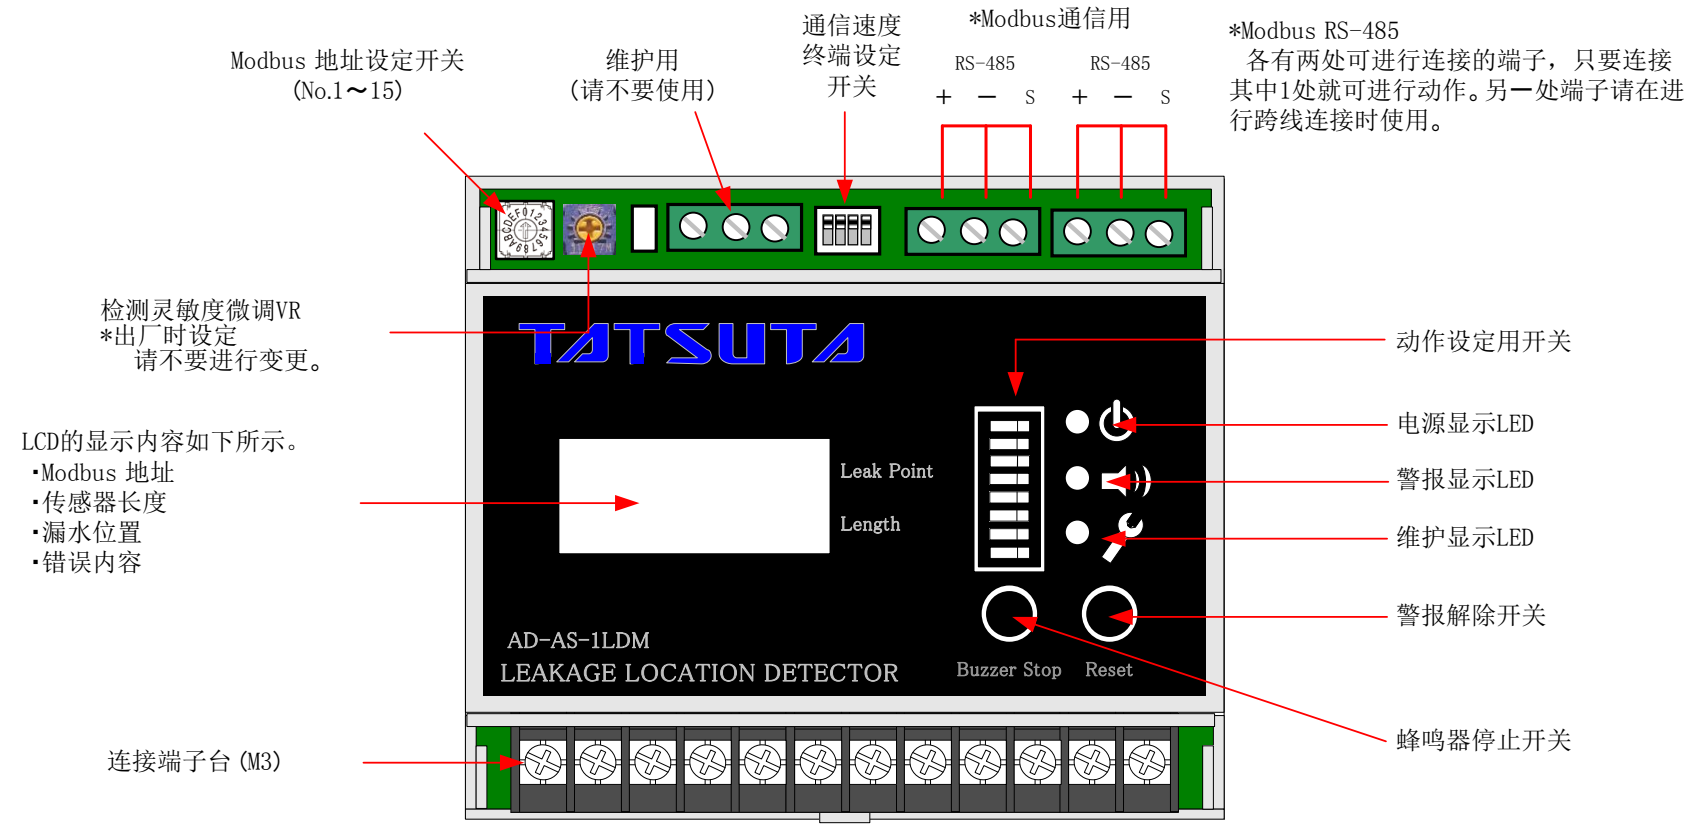 Modbus 地址设定开关
(No.1～15)
维护用
(请不要使用)
通信速度
终端设定
开关
*Modbus通信用
RS-485
RS-485
+ － S
+ － S
*Modbus RS-485
各有两处可进行连接的端子，只要连接
其中1处就可进行动作。另一处端子请在进
行跨线连接时使用。
检测灵敏度微调VR
*出厂时设定
请不要进行变更。
TATSUTA
动作设定用开关
LCD的显示内容如下所示。
·Modbus 地址
·传感器长度
·漏水位置
·错误内容
Leak Point
Length
电源显示LED
警报显示LED
维护显示LED
警报解除开关
AD-AS-1LDM
LEAKAGE LOCATION DETECTOR
Buzzer Stop
Reset
蜂鸣器停止开关
连接端子台(M3)